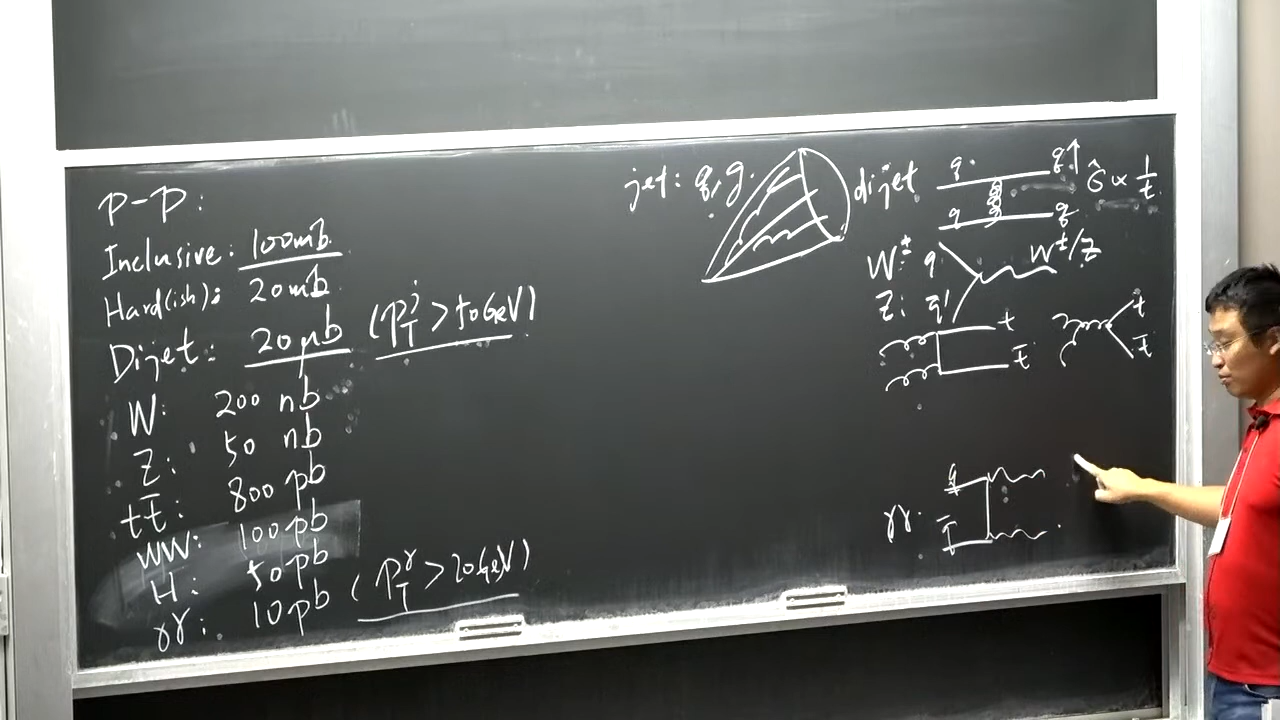 p-p:
Inclusive: 100mb
Hard(ish): 20mb
Dijet: 20μb (p_T^j > 50GeV)
W: 200 nb
Z: 50 nb
tt̄: 800 pb
WW: 100 pb
H: 50 pb
γγ: 10 pb (p_T^γ > 20GeV)
jet: q, g.
dijet q q σ̂ ∝ 1/t
q q
W±: q W±/Z
Z: q̄'
t t
t̄ t̄
γγ: q
q̄